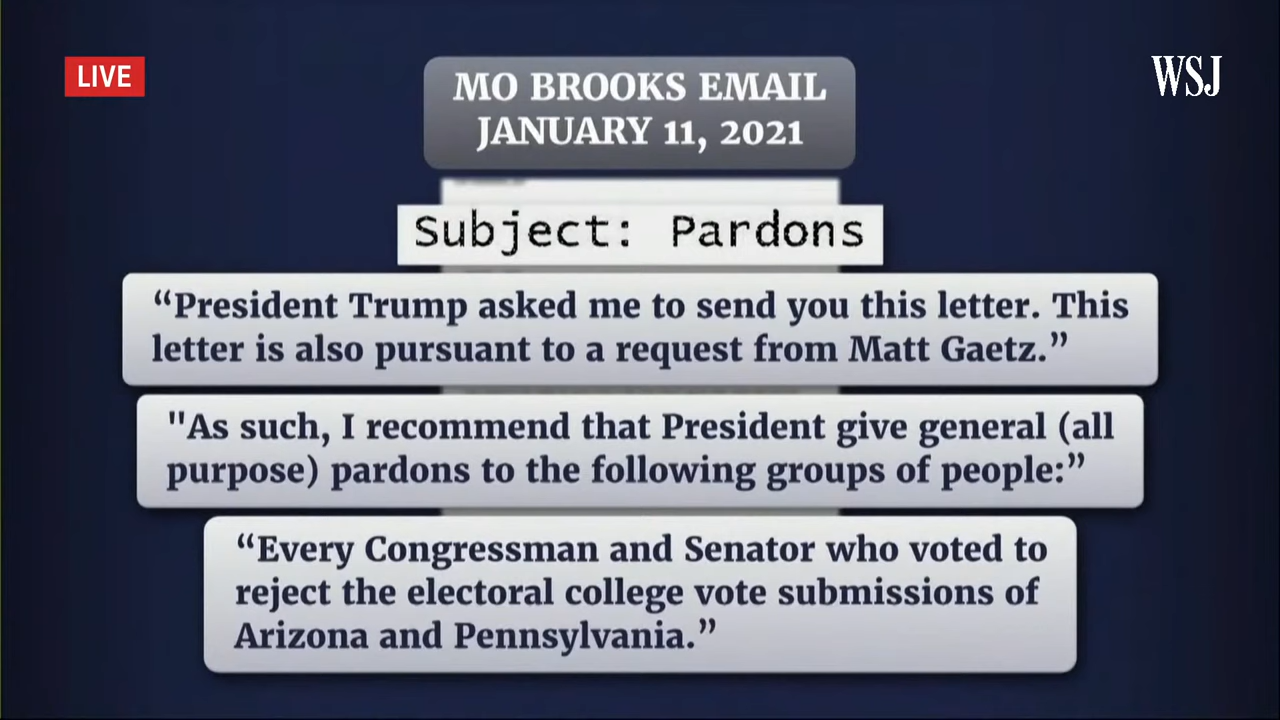 LIVE
WSJ
MO BROOKS EMAIL
JANUARY 11, 2021
Subject: Pardons
“President Trump asked me to send you this letter. This
letter is also pursuant to a request from Matt Gaetz.”
"As such, I recommend that President give general (all
purpose) pardons to the following groups of people:”
“Every Congressman and Senator who voted to
reject the electoral college vote submissions of
Arizona and Pennsylvania.”